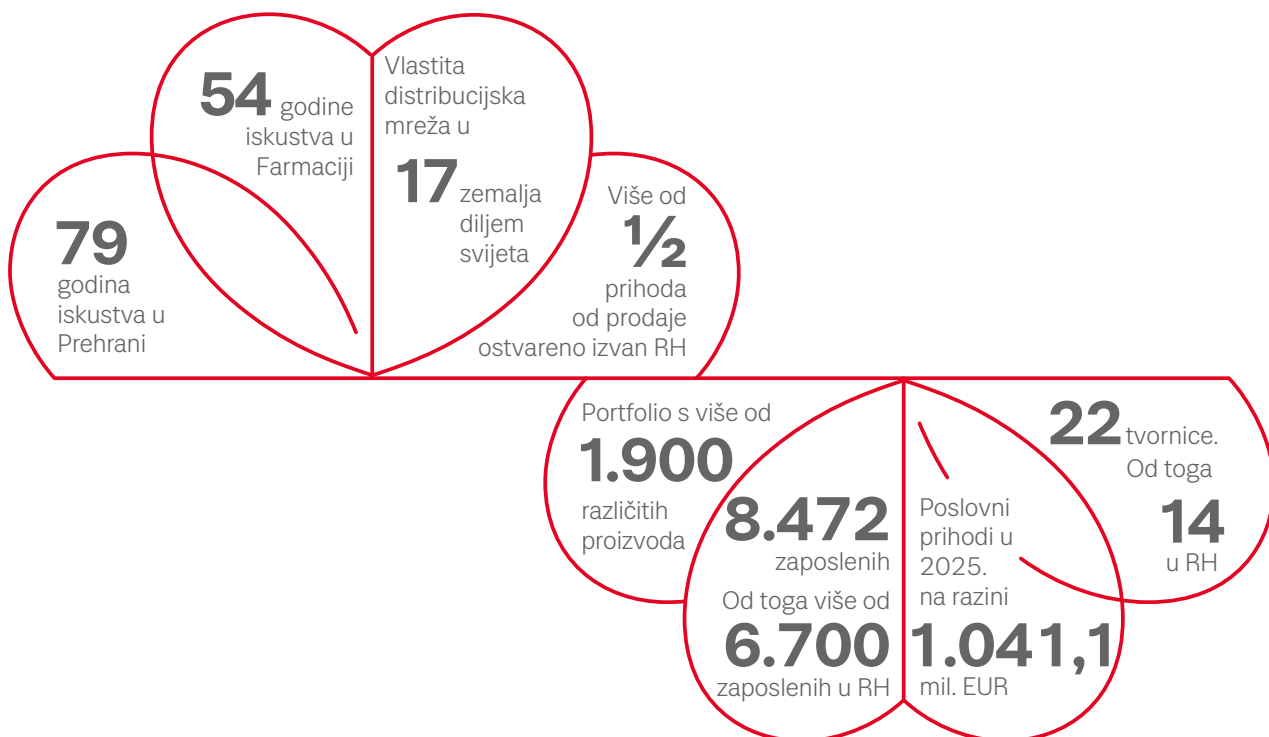 79
godina
iskustva u
Prehrani
54 godine
iskustva u
Farmaciji
Vlastita
distribucijska
mreža u
17 zemalja
diljem
svijeta
Više od
½
prihoda
od prodaje
ostvareno izvan RH
Portfolio s više od
1.900
različitih
proizvoda
8.472
zaposlenih
Od toga više od
6.700
zaposlenih u RH
Poslovni
prihodi u
2025.
na razini
1.041,1
mil. EUR
22 tvornice.
Od toga
14
u RH